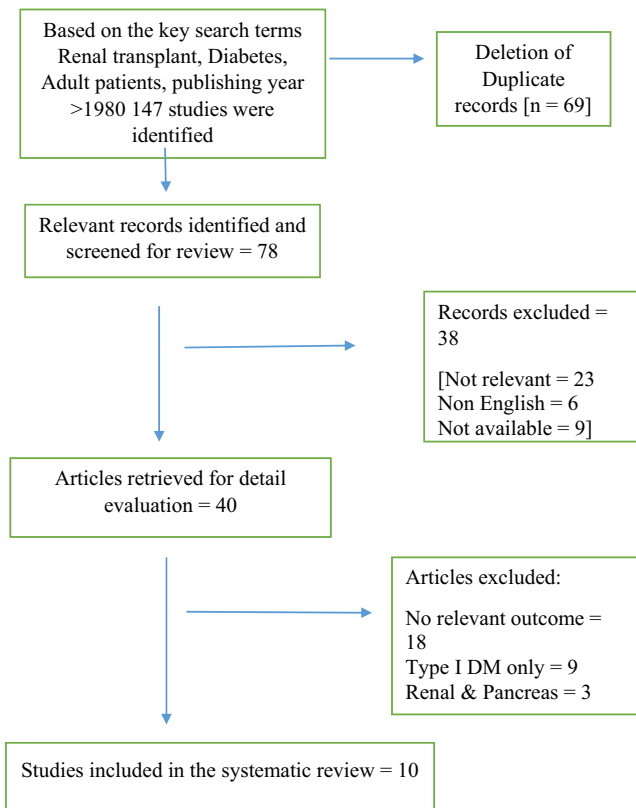 Based on the key search terms
Renal transplant, Diabetes,
Adult patients, publishing year
>1980 147 studies were
identified
Deletion of
Duplicate
records [n = 69]
Relevant records identified and
screened for review = 78
Records excluded =
38
[Not relevant = 23
Non English = 6
Not available = 9]
Articles retrieved for detail
evaluation = 40
Articles excluded:
No relevant outcome =
18
Type I DM only = 9
Renal & Pancreas = 3
Studies included in the systematic review = 10